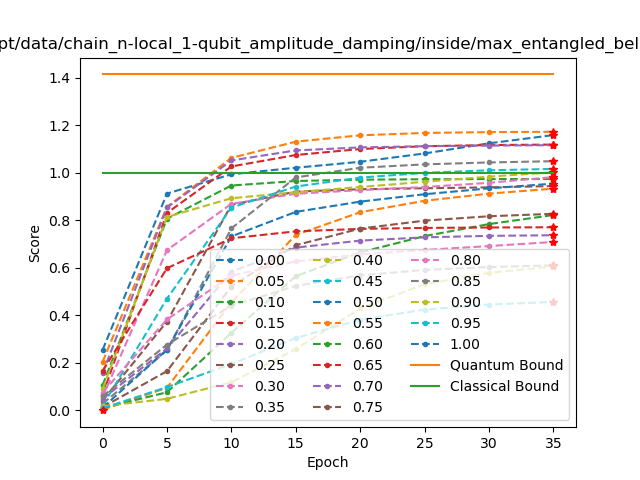 pt/data/chain_n-local_1-qubit_amplitude_damping/inside/max_entangled_bel
1.4
1.2
1.0
0.8
0.6
0.4
0.2
0.0
Score
0 5 10 15 20 25 30 35
Epoch
0.00 0.40 0.80
0.05 0.45 0.85
0.10 0.50 0.90
0.15 0.55 0.95
0.20 0.60 1.00
0.25 0.65 Quantum Bound
0.30 0.70 Classical Bound
0.35 0.75